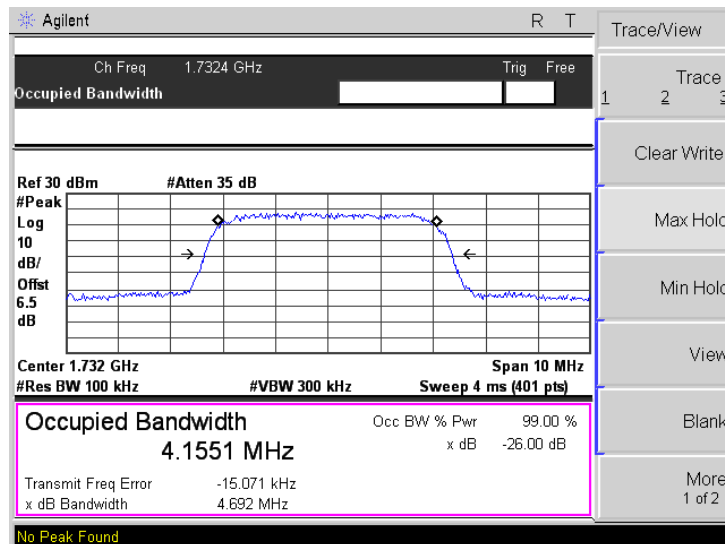 Agilent R T
Trace/View
Ch Freq 1.7324 GHz Trig Free
Occupied Bandwidth
Trace
1 2 3
Clear Write
Max Hold
Min Hold
View
Blank
More
1 of 2
Ref 30 dBm #Atten 35 dB
#Peak
Log
10
dB/
Offst
6.5
dB
Center 1.732 GHz Span 10 MHz
#Res BW 100 kHz #VBW 300 kHz Sweep 4 ms (401 pts)
Occupied Bandwidth Occ BW % Pwr 99.00 %
4.1551 MHz x dB -26.00 dB
Transmit Freq Error -15.071 kHz
x dB Bandwidth 4.692 MHz
No Peak Found